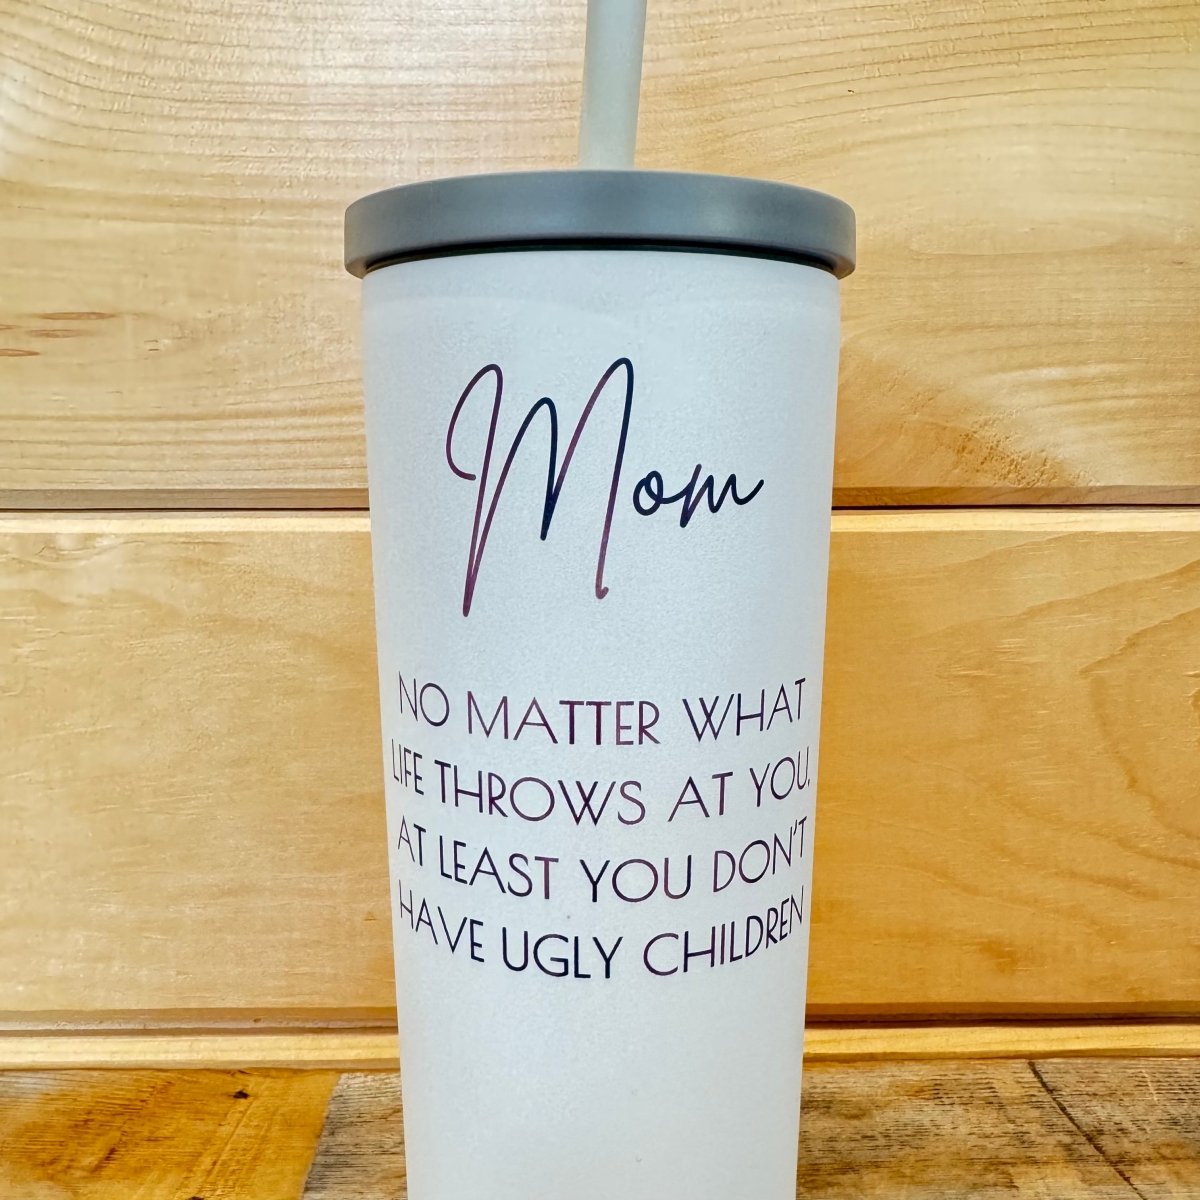 Mom
NO MATTER WHAT
LIFE THROWS AT YOU,
AT LEAST YOU DON'T
HAVE UGLY CHILDREN